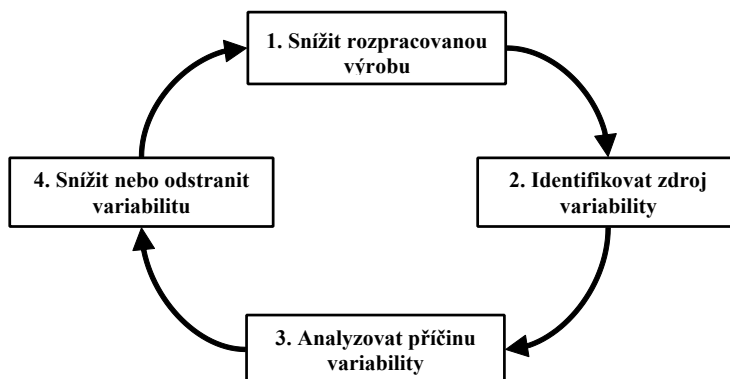 1. Snížit rozpracovanou
výrobu
2. Identifikovat zdroj
variability
3. Analyzovat příčinu
variability
4. Snížit nebo odstranit
variabilitu